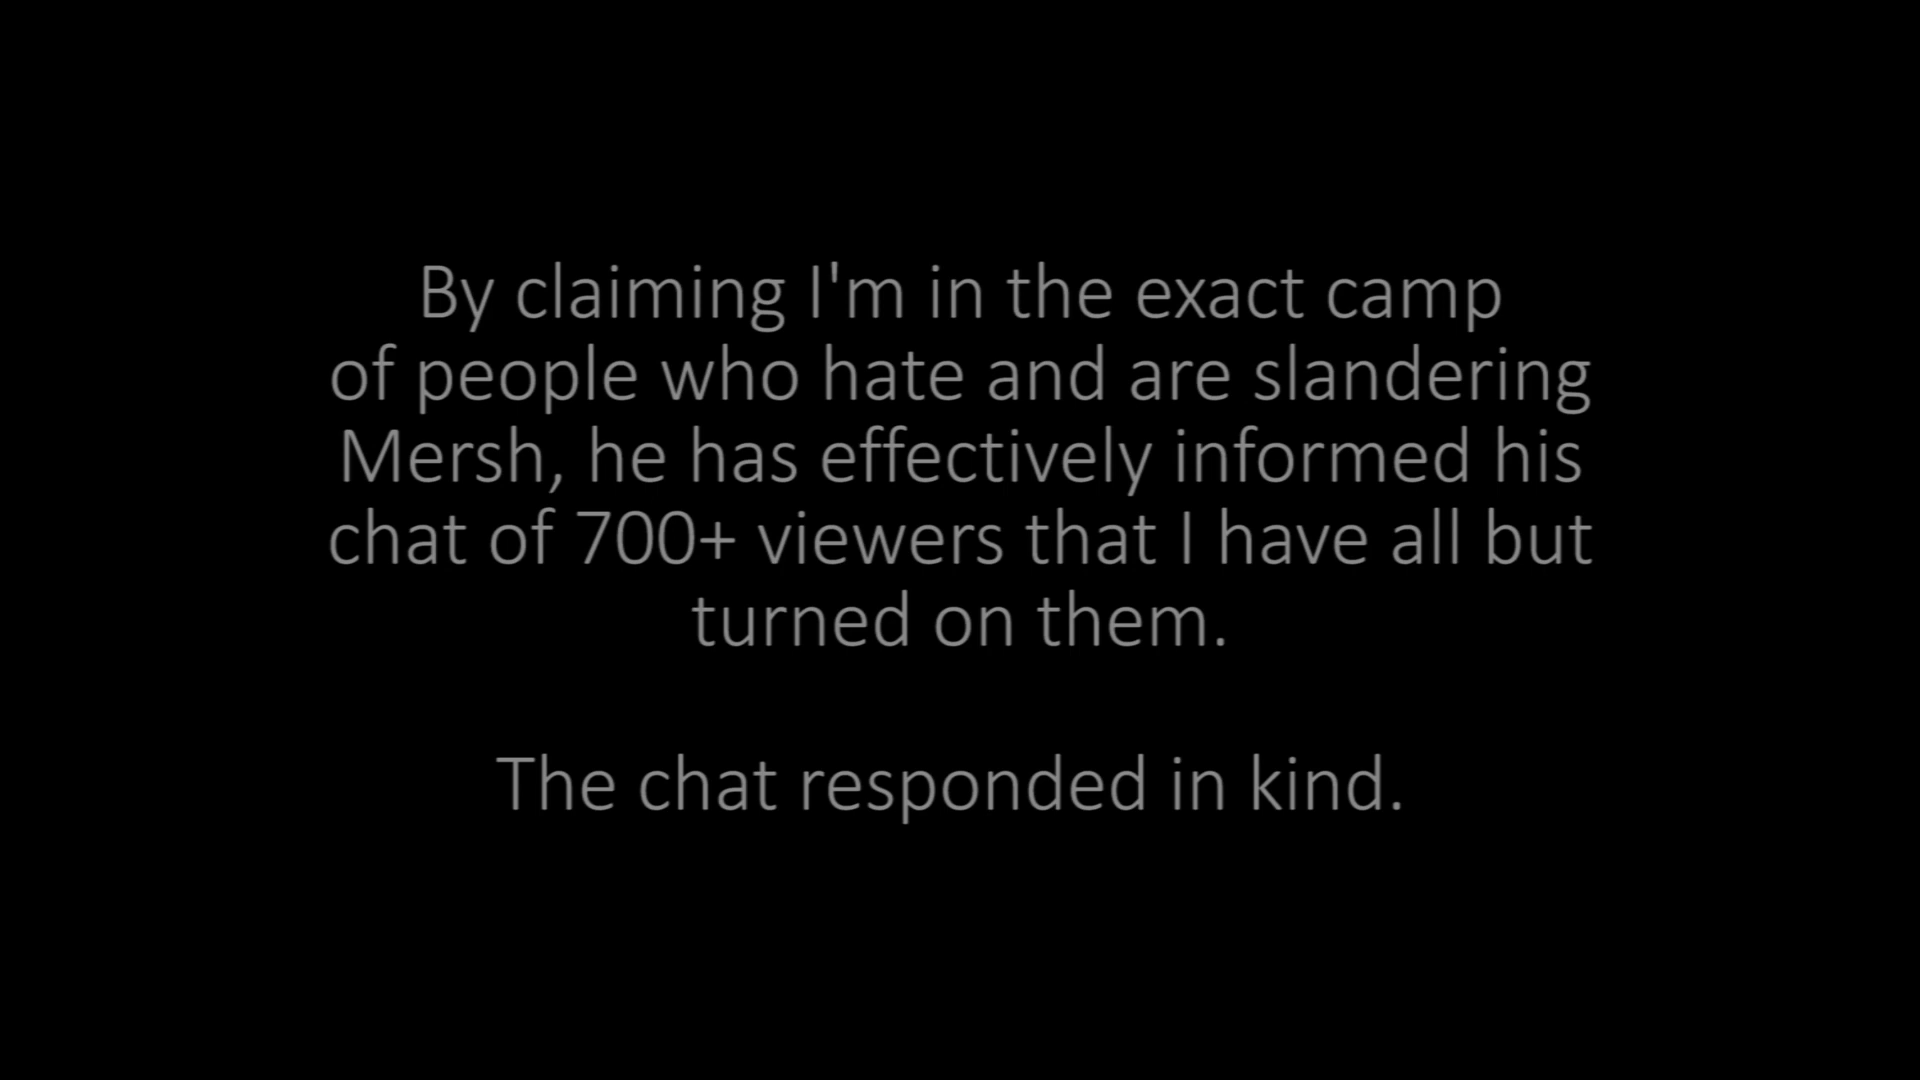 By claiming I'm in the exact camp
of people who hate and are slandering
Mersh, he has effectively informed his
chat of 700+ viewers that I have all but
turned on them.
The chat responded in kind.